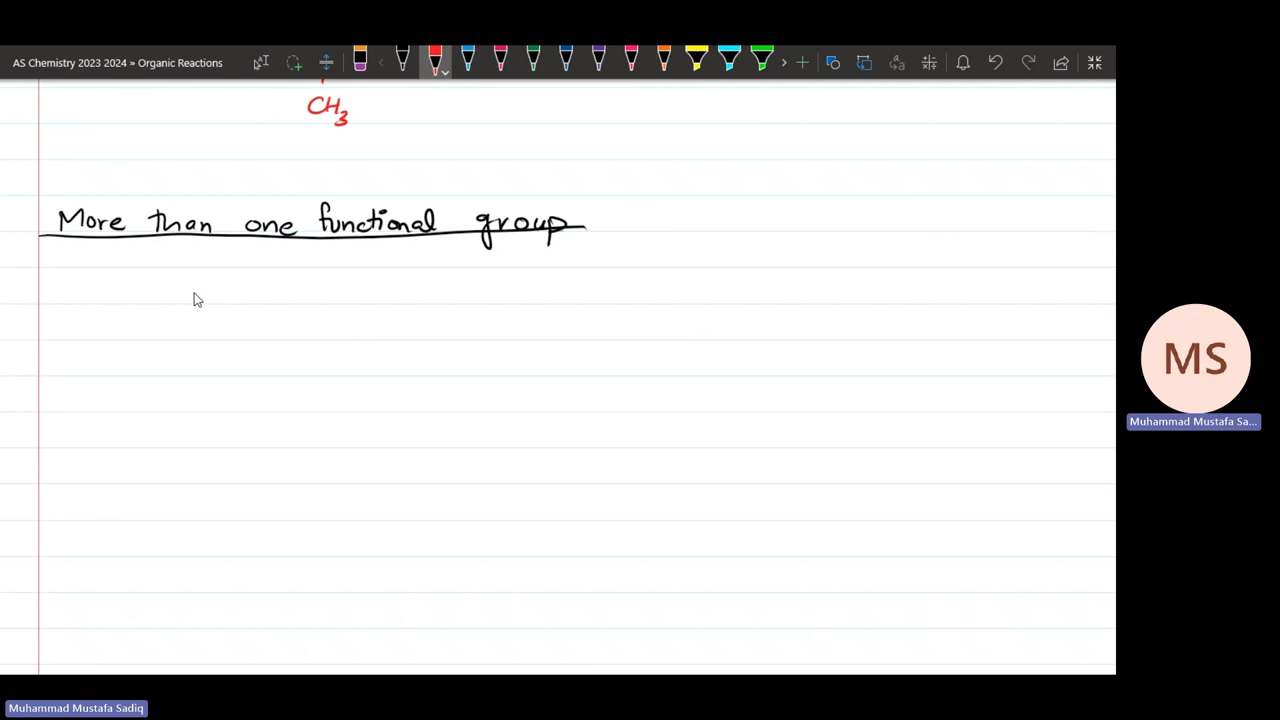 AS Chemistry 2023 2024 » Organic Reactions
CH3
More than one functional group
MS
Muhammad Mustafa Sa...
Muhammad Mustafa Sadiq